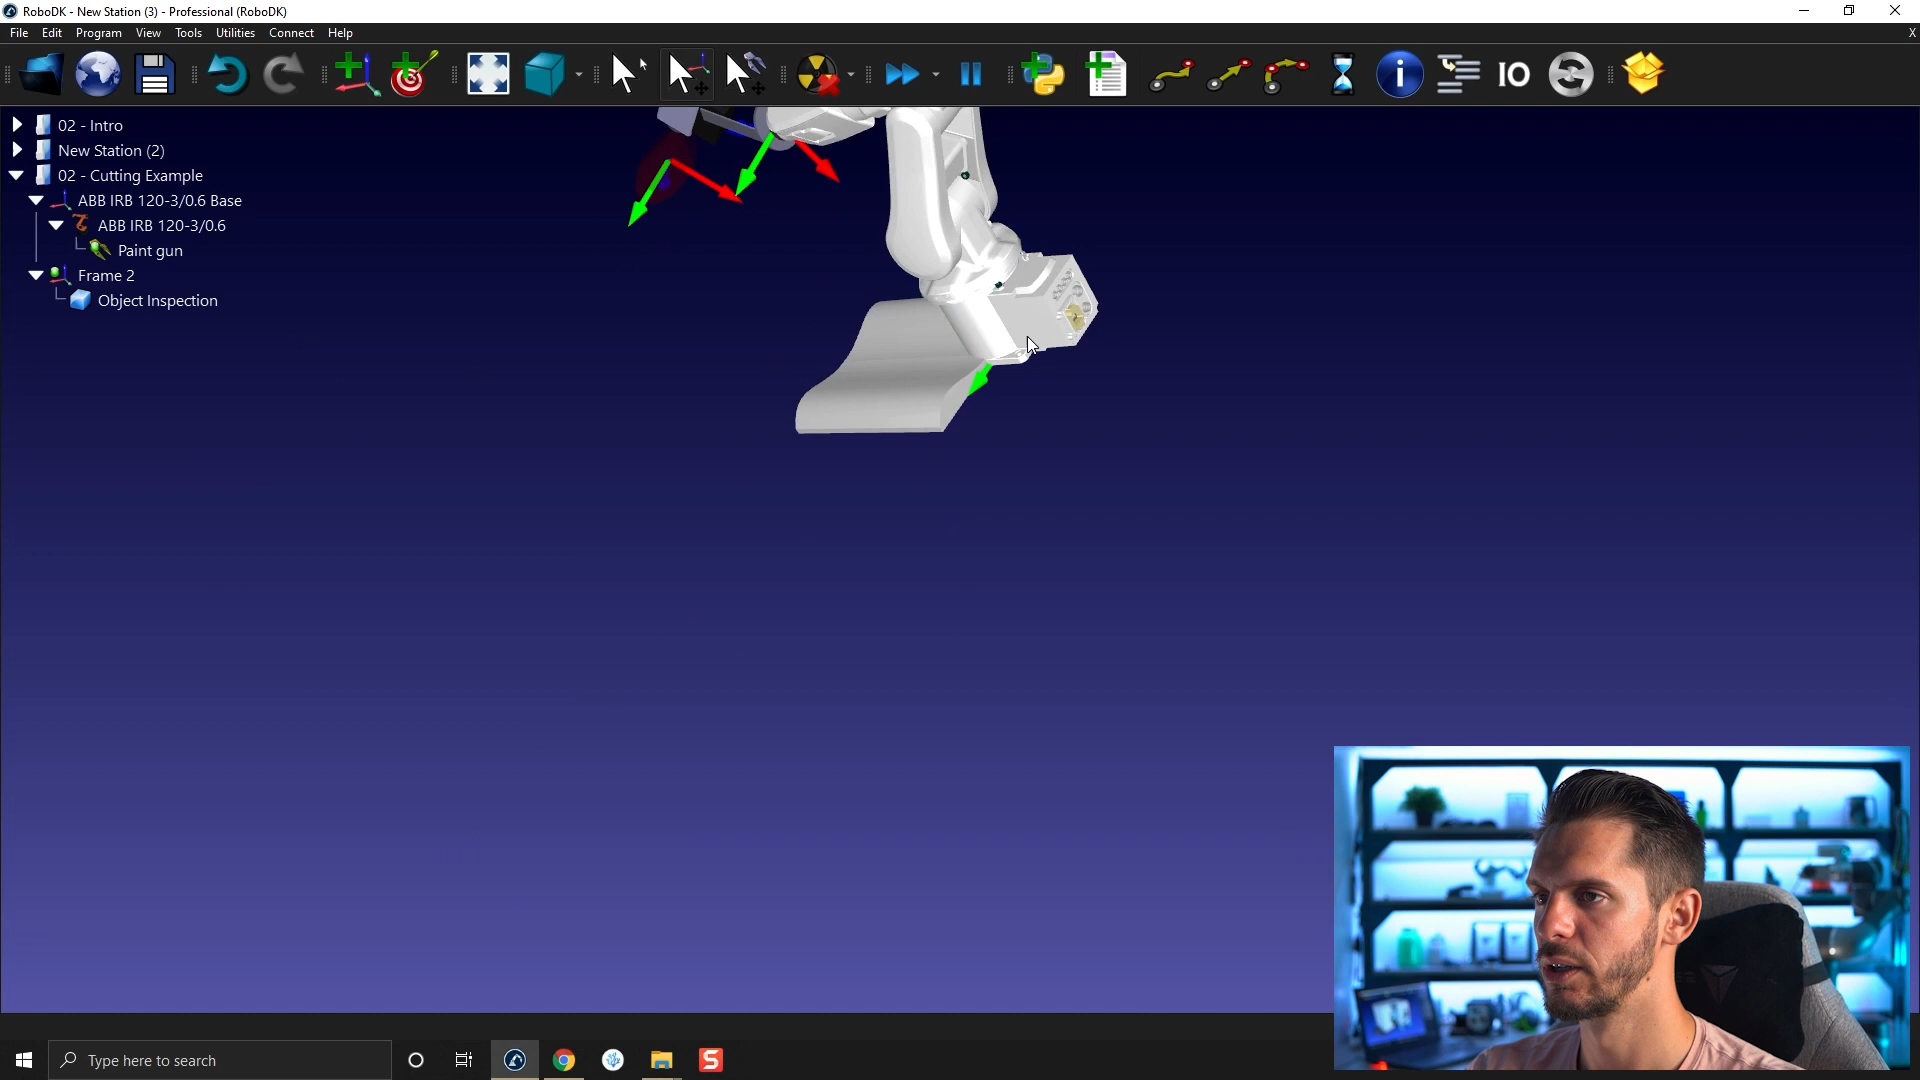 RoboDK - New Station (3) - Professional (RoboDK)
File Edit Program View Tools Utilities Connect Help
X
IO
02 - Intro
New Station (2)
02 - Cutting Example
ABB IRB 120-3/0.6 Base
ABB IRB 120-3/0.6
Paint gun
Frame 2
Object Inspection
Type here to search
S